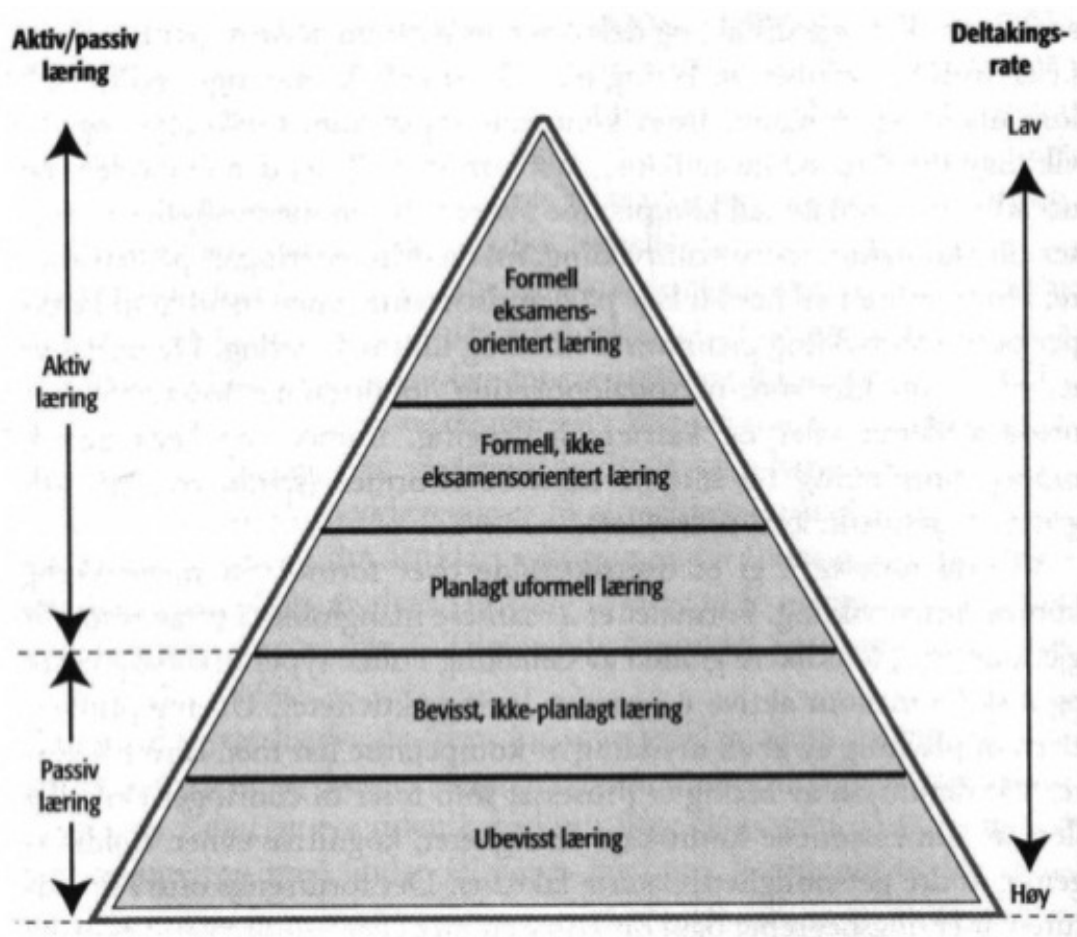 Aktiv/passiv
læring
Deltakings-
rate
Lav
Formell
eksamens-
orientert læring
Aktiv
læring
Formell, ikke
eksamensorientert læring
Planlagt uformell læring
Bevisst, ikke-planlagt læring
Passiv
læring
Ubevisst læring
Høy